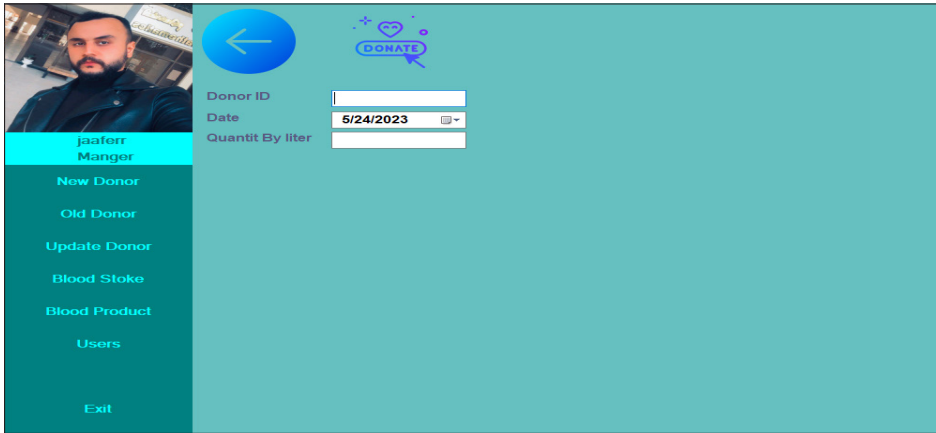 DONATE
Donor ID
Date
5/24/2023
Quantit By liter
jaaferr
Manger
New Donor
Old Donor
Update Donor
Blood Stoke
Blood Product
Users
Exit